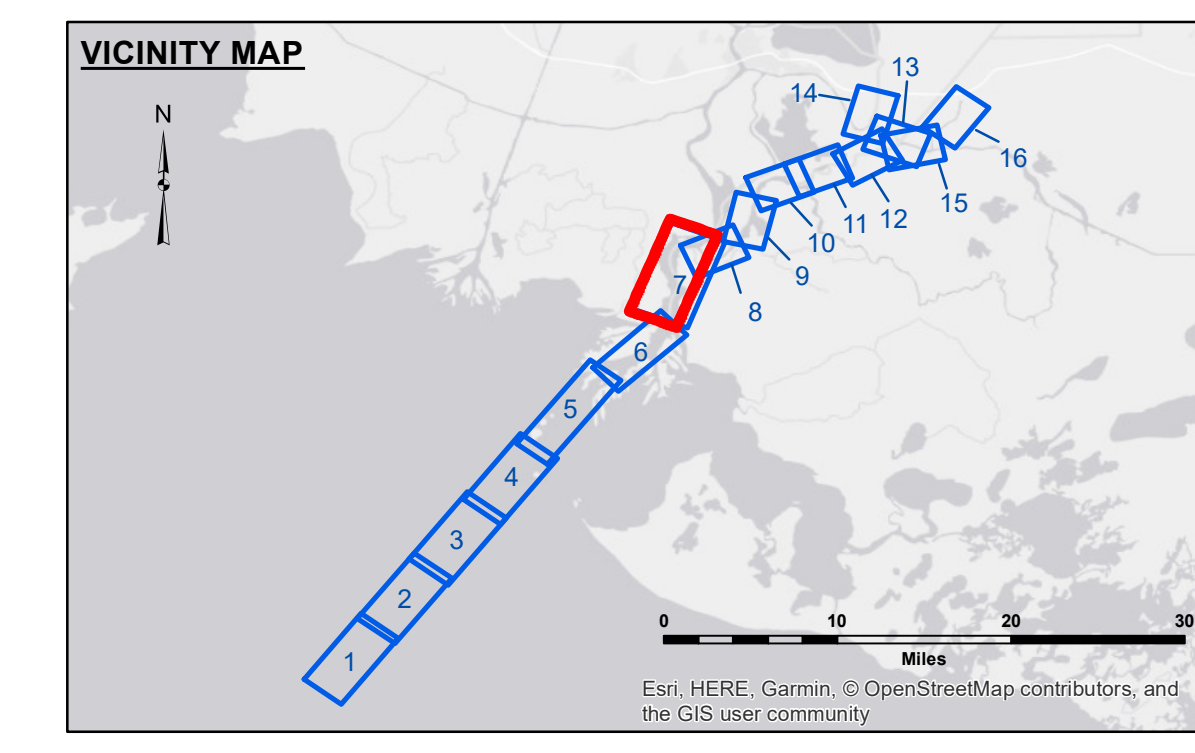 VICINITY MAP
N
13
14
16
15
12
11
10
9
8
7
6
5
4
3
2
1
0 10 20 30
Miles
Esri, HERE, Garmin, © OpenStreetMap contributors, and
the GIS user community